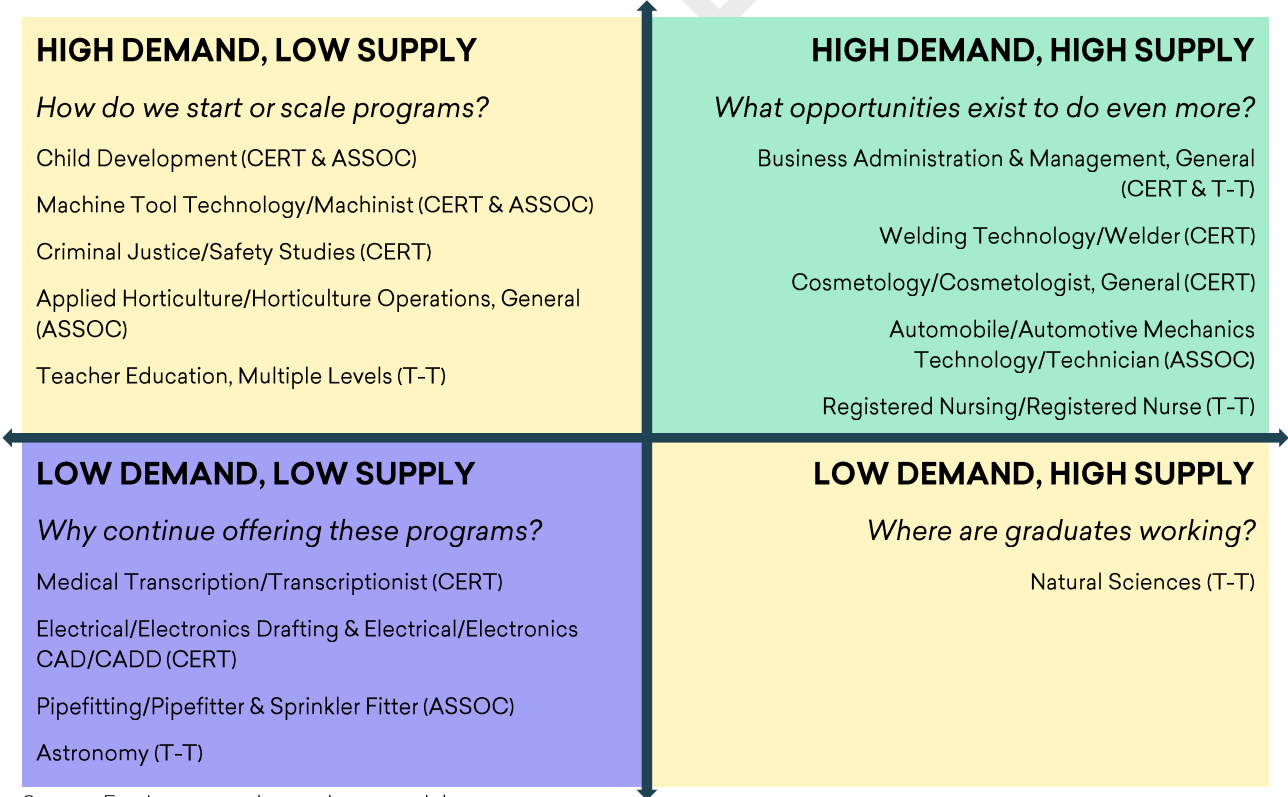 HIGH DEMAND, LOW SUPPLY
How do we start or scale programs?
Child Development (CERT & ASSOC)
Machine Tool Technology/Machinist (CERT & ASSOC)
Criminal Justice/Safety Studies (CERT)
Applied Horticulture/Horticulture Operations, General
(ASSOC)
Teacher Education, Multiple Levels (T-T)
HIGH DEMAND, HIGH SUPPLY
What opportunities exist to do even more?
Business Administration & Management, General
(CERT & T-T)
Welding Technology/Welder (CERT)
Cosmetology/Cosmetologist, General (CERT)
Automobile/Automotive Mechanics
Technology/Technician (ASSOC)
Registered Nursing/Registered Nurse (T-T)
LOW DEMAND, LOW SUPPLY
Why continue offering these programs?
Medical Transcription/Transcriptionist (CERT)
Electrical/Electronics Drafting & Electrical/Electronics
CAD/CADD (CERT)
Pipefitting/Pipefitter & Sprinkler Fitter (ASSOC)
Astronomy (T-T)
LOW DEMAND, HIGH SUPPLY
Where are graduates working?
Natural Sciences (T-T)